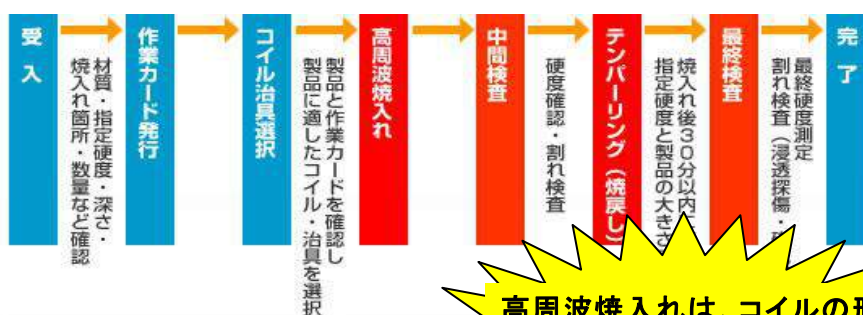 受入
材質・指定硬度・深さ・
焼入れ箇所・数量など確認
作業カード発行
コイル治具選択
製品と作業カードを確認し
製品に適したコイル・治具を選択
高周波焼入れ
中間検査
硬度確認・割れ検査
テンパーリング（焼戻し）
焼入れ後30分以内に
指定硬度と製品の大きさ
最終検査
最終硬度測定
割れ検査（浸透探傷・
完了
高周波焼入れは、コイルの形